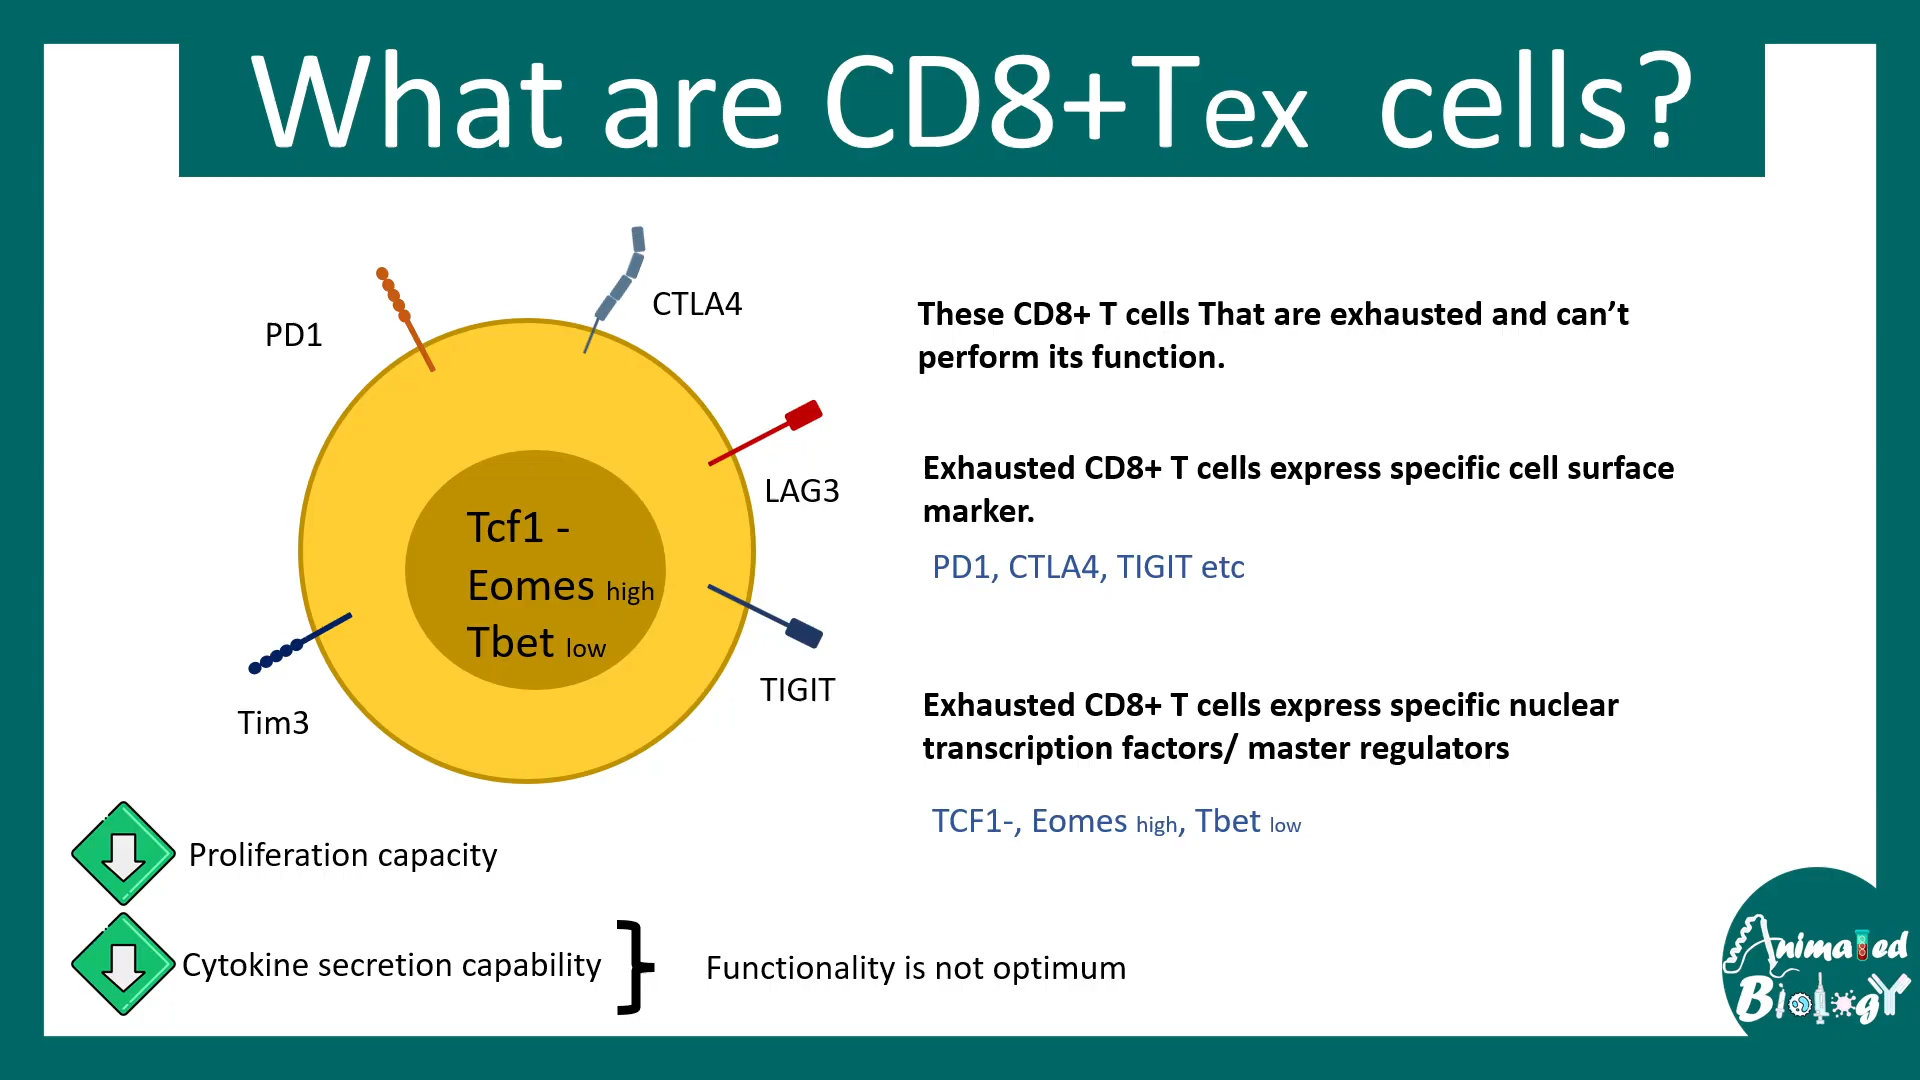 What are CD8+Tex cells?
PD1
CTLA4
LAG3
TIGIT
Tim3
Tcf1 -
Eomes high
Tbet low
These CD8+ T cells That are exhausted and can’t
perform its function.
Exhausted CD8+ T cells express specific cell surface
marker.
PD1, CTLA4, TIGIT etc
Exhausted CD8+ T cells express specific nuclear
transcription factors/ master regulators
TCF1-, Eomes high, Tbet low
Proliferation capacity
Cytokine secretion capability
Functionality is not optimum
Animated
Biology